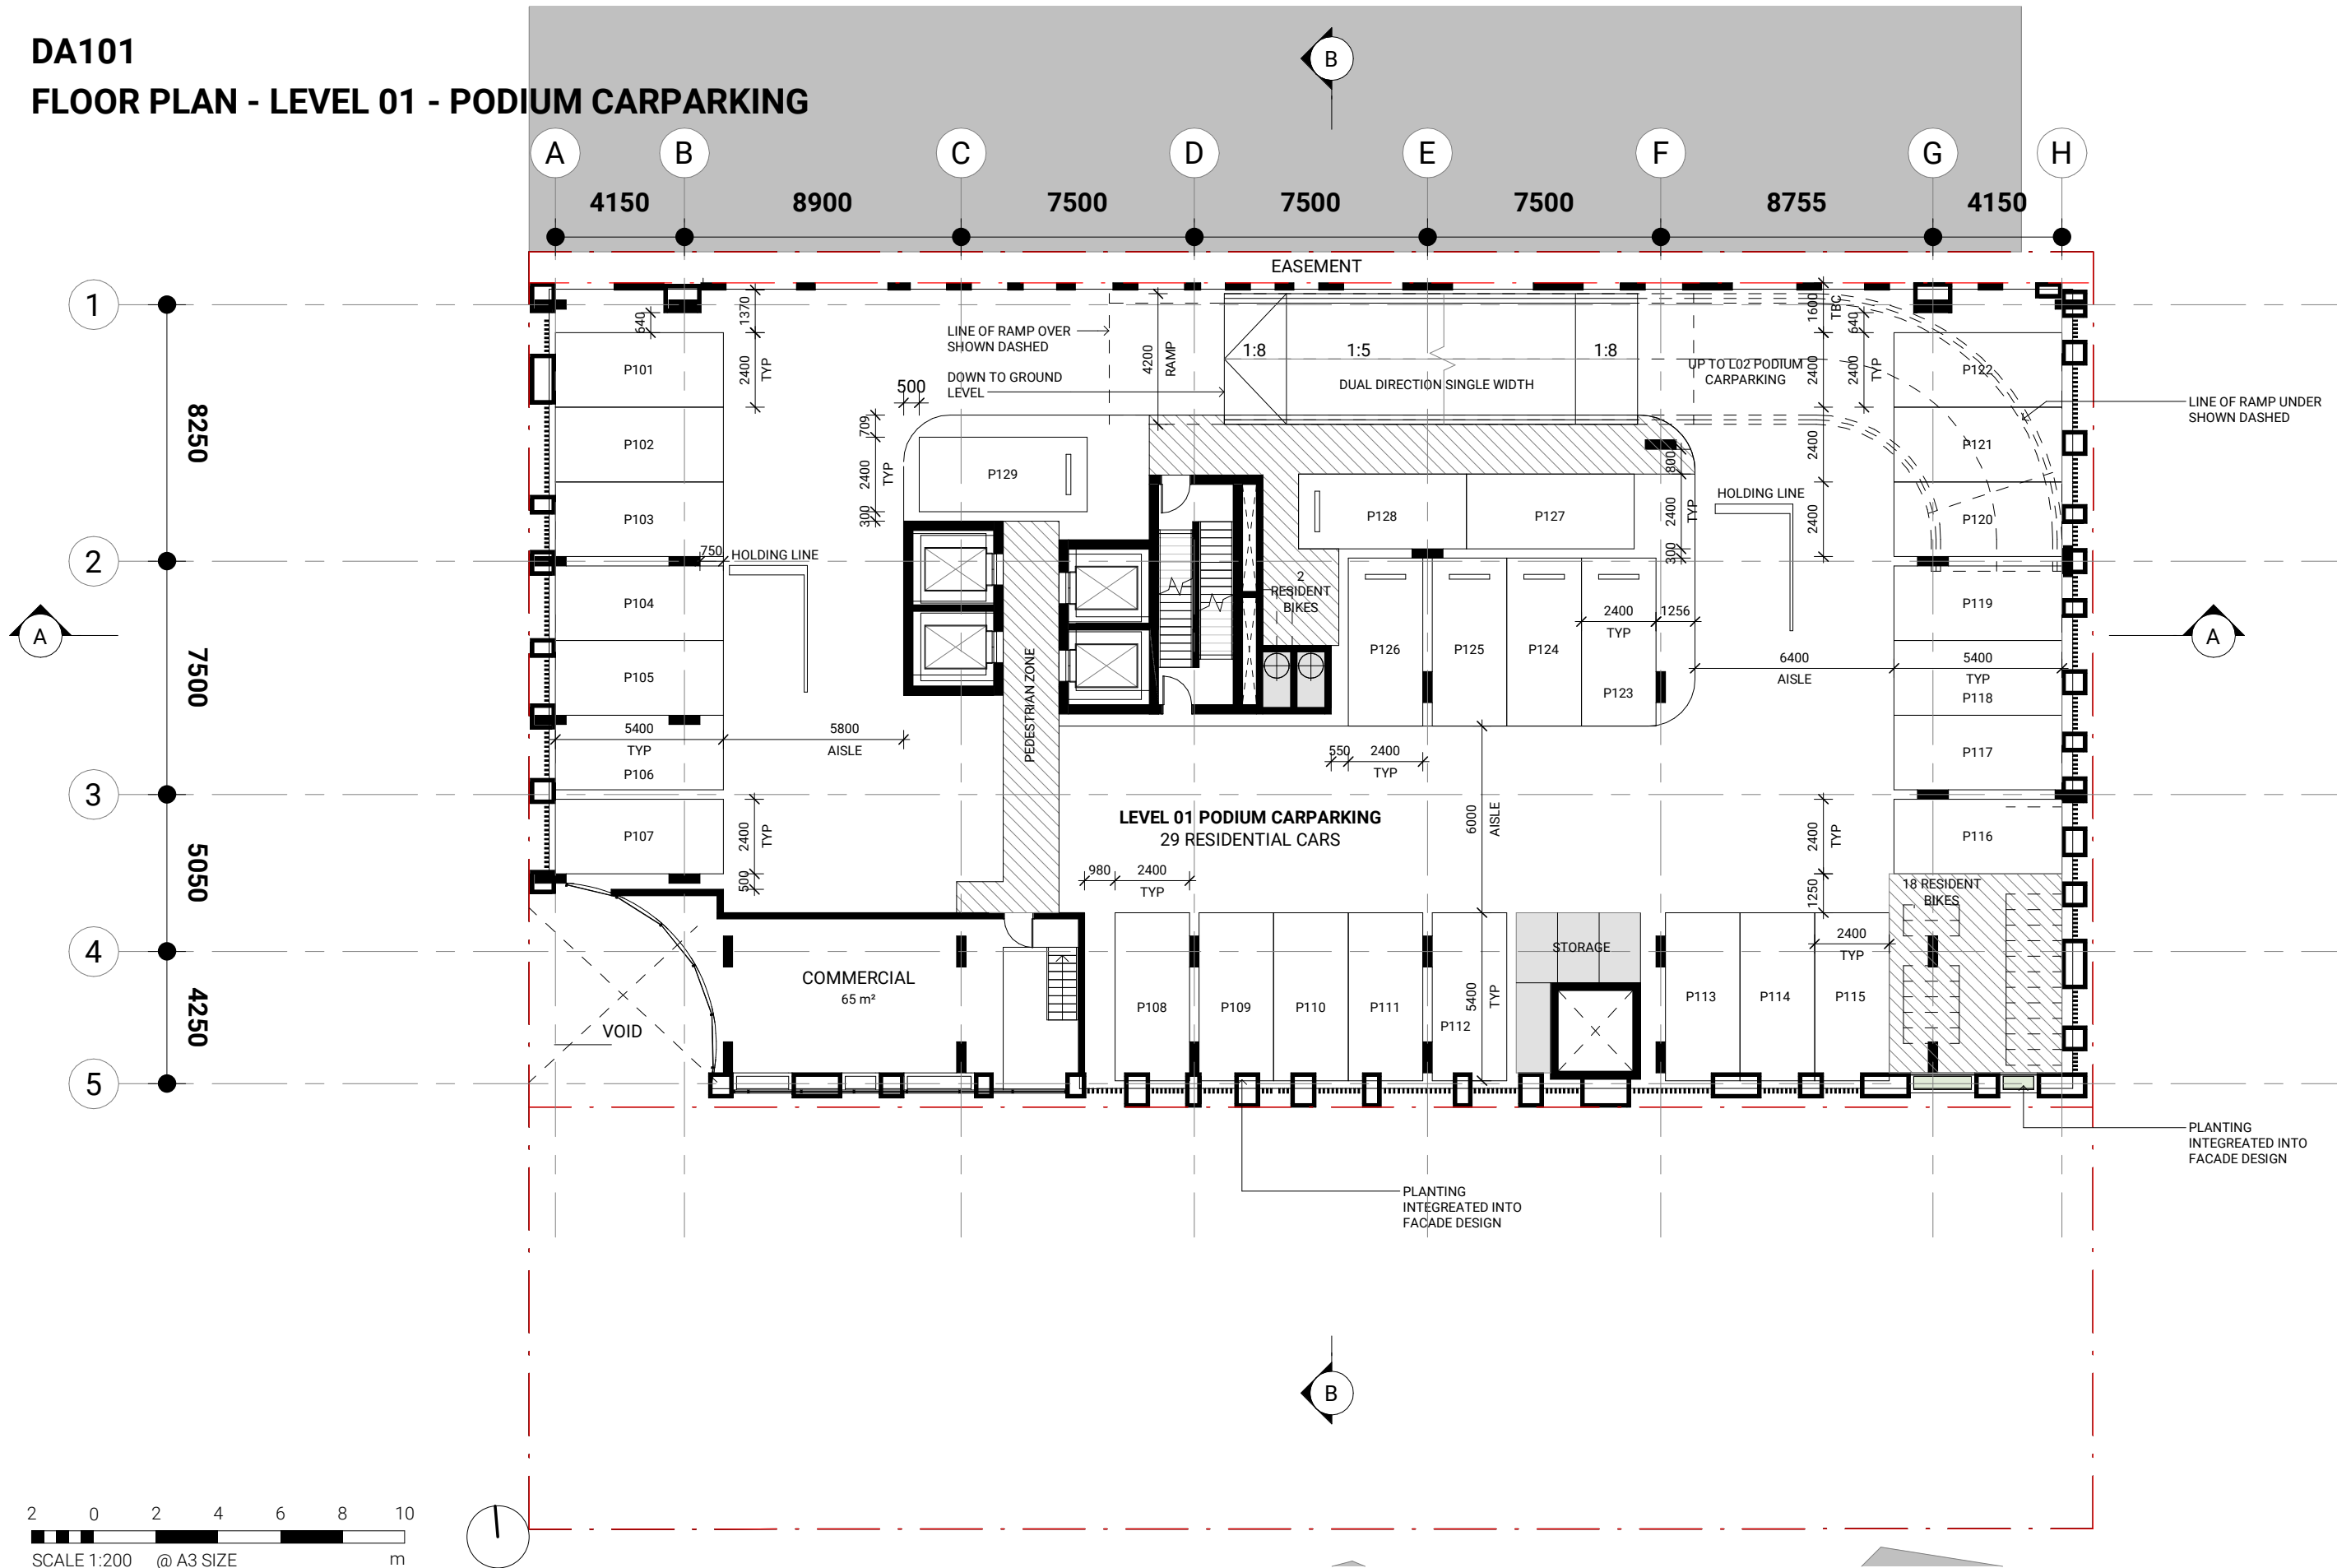 DA101
FLOOR PLAN - LEVEL 01 - PODIUM CARPARKING
B
A
B
C
D
E
F
G
H
4150
8900
7500
7500
7500
8755
4150
EASEMENT
1
2
3
4
5
8250
7500
5050
4250
640
1370
2400
TYP
LINE OF RAMP OVER
SHOWN DASHED
DOWN TO GROUND
LEVEL
4200
RAMP
1:8
1:5
1:8
DUAL DIRECTION SINGLE WIDTH
UP TO L02 PODIUM
CARPARKING
1600
TBC
640
2400
2400
TYP
2400
2400
LINE OF RAMP UNDER
SHOWN DASHED
P101
P102
P103
P104
P105
5400
TYP
P106
P107
750
HOLDING LINE
5800
AISLE
2400
TYP
500
500
709
2400
TYP
300
P129
PEDESTRIAN ZONE
P128
P127
2
RESIDENT
BIKES
P126
P125
P124
P123
800
2400
TYP
300
2400
TYP
1256
HOLDING LINE
6400
AISLE
5400
TYP
P122
P121
P120
P119
P118
P117
P116
550
2400
TYP
6000
AISLE
LEVEL 01 PODIUM CARPARKING
29 RESIDENTIAL CARS
980
2400
TYP
2400
TYP
1250
18 RESIDENT
BIKES
2400
TYP
COMMERCIAL
65 m²
VOID
P108
P109
P110
P111
P112
5400
TYP
STORAGE
P113
P114
P115
A
A
PLANTING
INTEGREATED INTO
FACADE DESIGN
PLANTING
INTEGREATED INTO
FACADE DESIGN
B
2 0 2 4 6 8 10
SCALE 1:200 @ A3 SIZE m